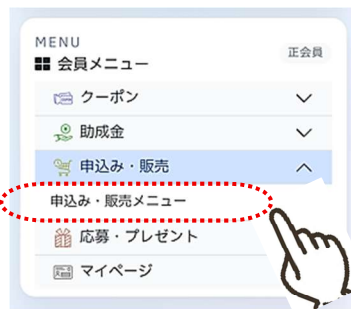 MENU
会員メニュー
正会員
クーポン
助成金
申込み・販売
申込み・販売メニュー
応募・プレゼント
マイページ